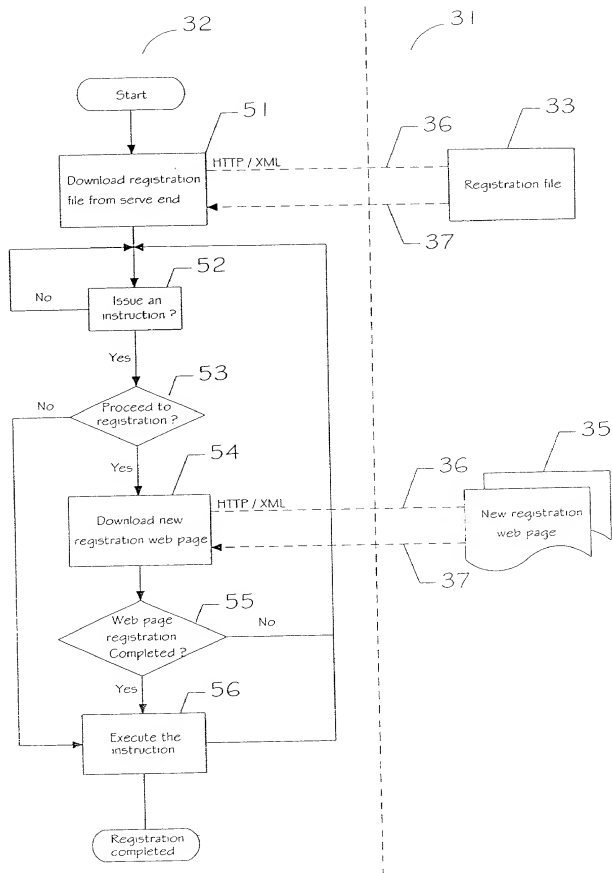 32
31
Start
51
36
33
HTTP / XML
Download registration
file from serve end
Registration file
37
52
No
Issue an
instruction ?
Yes
53
No
Proceed to
registration ?
Yes
54
36
35
HTTP / XML
Download new
registration web page
New registration
web page
37
55
Web page
registration
Completed ?
No
Yes
56
Execute the
instruction
Registration
completed